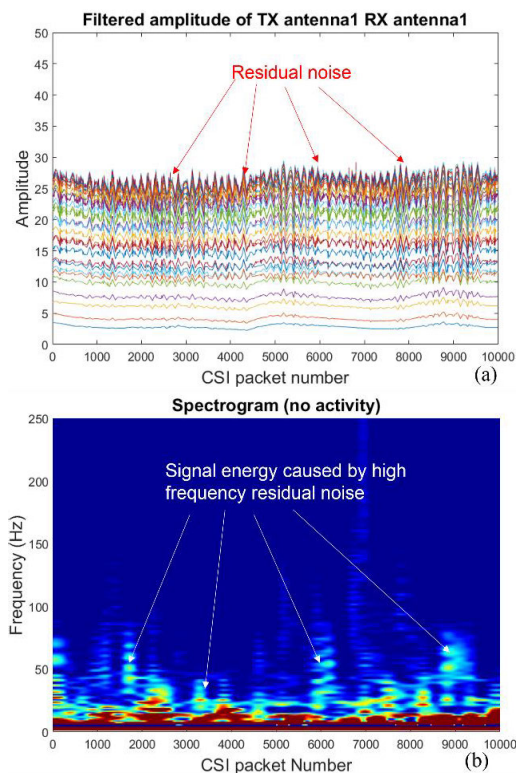 Filtered amplitude of TX antenna1 RX antenna1
50
45
40
35
30
25
20
15
10
5
0
Amplitude
Residual noise
0 1000 2000 3000 4000 5000 6000 7000 8000 9000 10000
CSI packet number
(a)
Spectrogram (no activity)
250
200
150
100
50
0
Frequency (Hz)
Signal energy caused by high
frequency residual noise
0 1000 2000 3000 4000 5000 6000 7000 8000 9000 10000
CSI packet Number
(b)